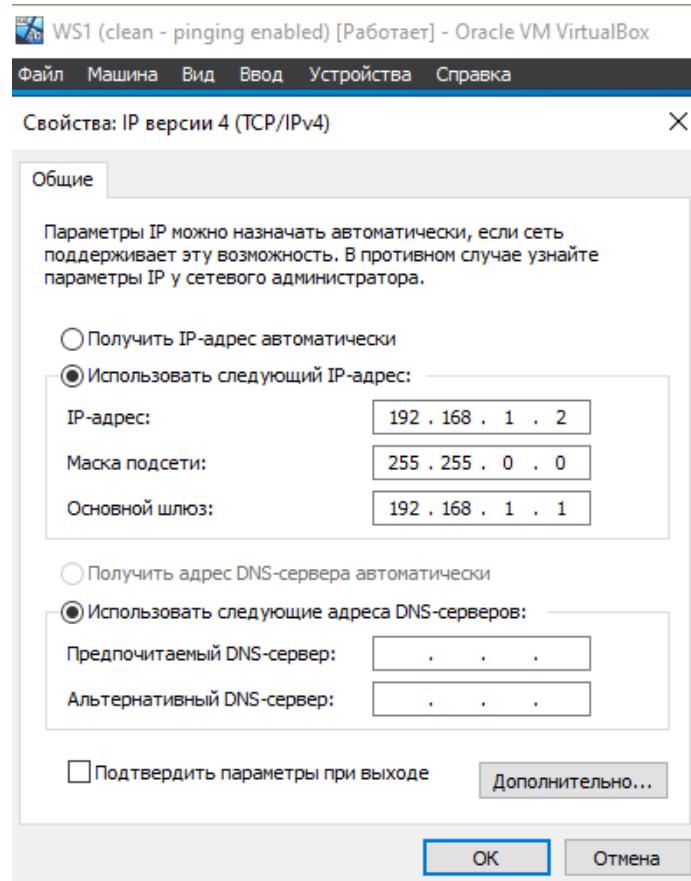 WS1 (clean - pinging enabled) [Работает] - Oracle VM VirtualBox
Файл Машина Вид Ввод Устройства Справка
Свойства: IP версии 4 (TCP/IPv4)
Общие
Параметры IP можно назначать автоматически, если сеть
поддерживает эту возможность. В противном случае узнайте
параметры IP у сетевого администратора.
Получить IP-адрес автоматически
Использовать следующий IP-адрес:
IP-адрес: 192 . 168 . 1 . 2
Маска подсети: 255 . 255 . 0 . 0
Основной шлюз: 192 . 168 . 1 . 1
Получить адрес DNS-сервера автоматически
Использовать следующие адреса DNS-серверов:
Предпочитаемый DNS-сервер: . . .
Альтернативный DNS-сервер: . . .
Подтвердить параметры при выходе
Дополнительно...
ОК Отмена